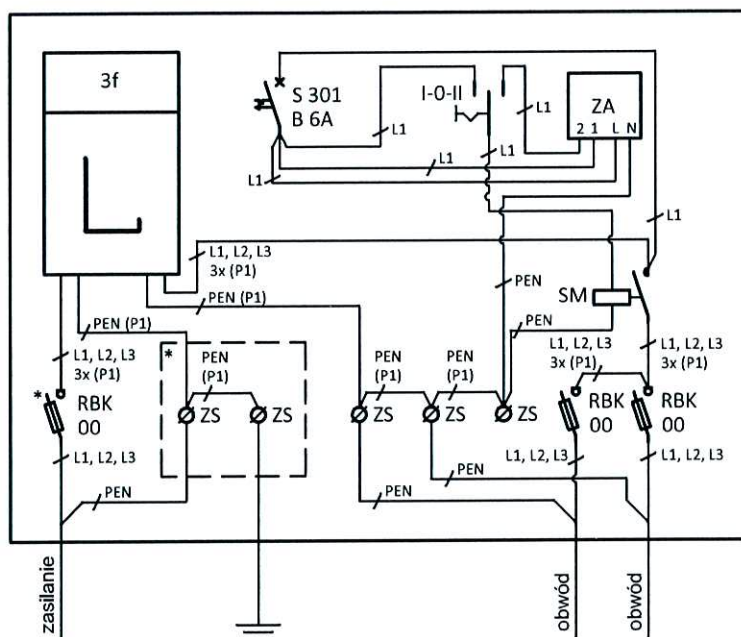 3f
S 301
B 6A
I-0-II
ZA
2 1 L N
L1
L1
L1
L1
L1
L1
L1, L2, L3
3x (P1)
PEN (P1)
PEN
SM
PEN (P1)
PEN
L1, L2, L3
3x (P1)
*
PEN
(P1)
PEN
(P1)
PEN
(P1)
L1, L2, L3
3x (P1)
L1, L2, L3
3x (P1)
*
RBK
00
ZS
ZS
ZS
ZS
ZS
RBK
00
RBK
00
L1, L2, L3
L1, L2, L3
L1, L2, L3
PEN
PEN
PEN
zasilanie
obwód
obwód